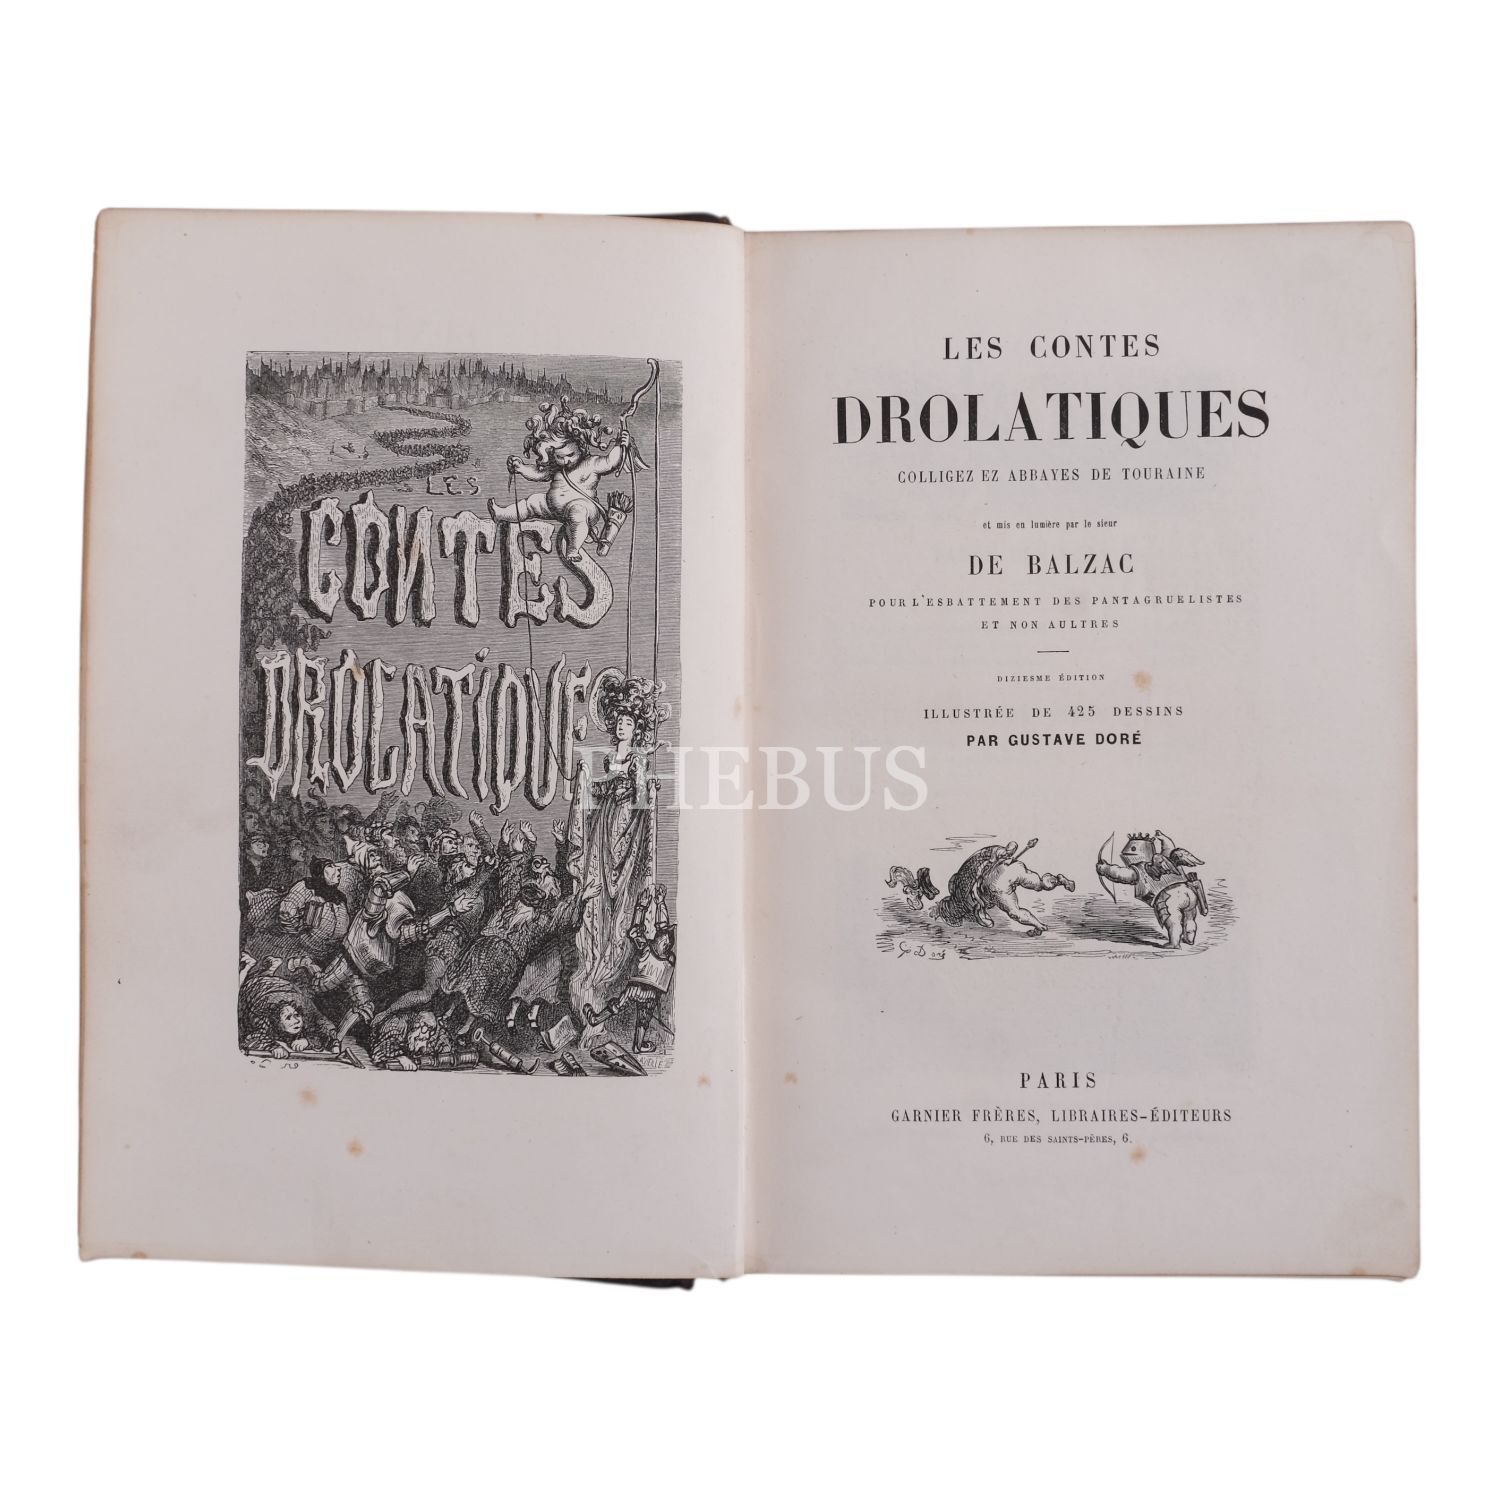 LES
CONTES
DROLATIQUES
LES CONTES
DROLATIQUES
COLLIGEZ EZ ABBAYES DE TOURAINE
et mis en lumière par le sieur
DE BALZAC
POUR L'ESBATTEMENT DES PANTAGRUELISTES
ET NON AULTRES
DIZIESME ÉDITION
ILLUSTRÉE DE 425 DESSINS
PAR GUSTAVE DORÉ
PHEBUS
G Doré
PARIS
GARNIER FRÈRES, LIBRAIRES-ÉDITEURS
6, RUE DES SAINTS-PÈRES, 6.